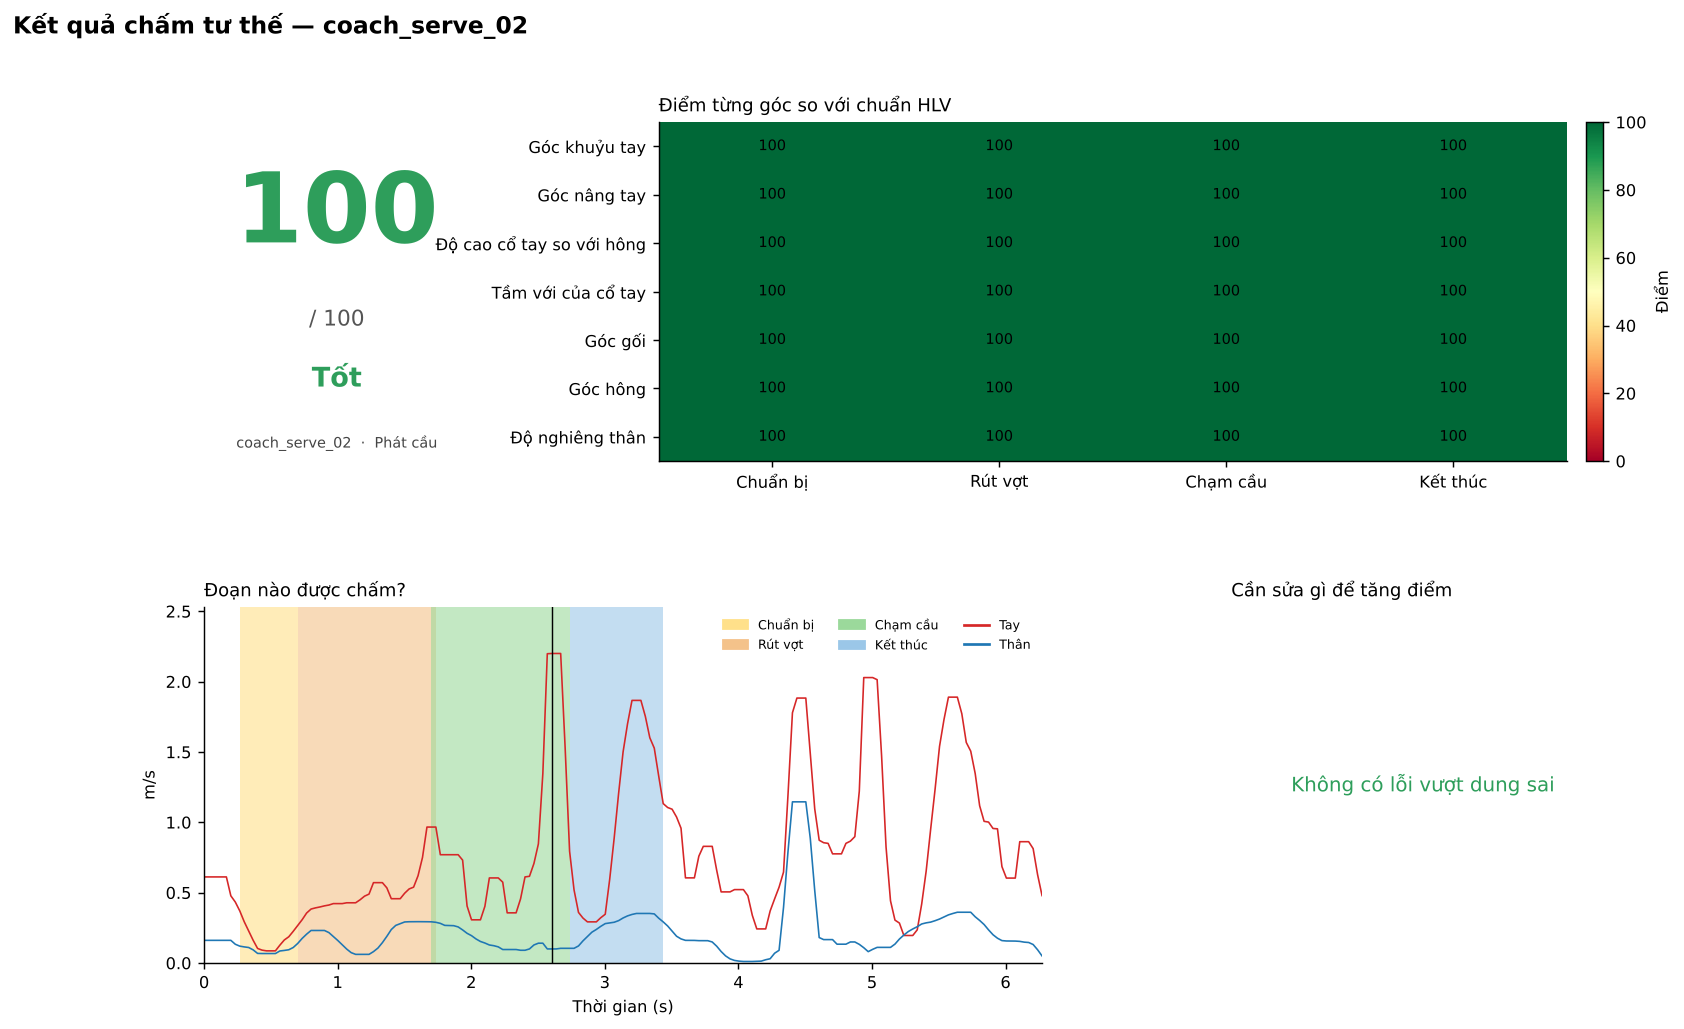 Kết quả chấm tư thế — coach_serve_02
100
/ 100
Tốt
coach_serve_02 · Phát cầu
Điểm từng góc so với chuẩn HLV
Góc khuỷu tay 100 100 100 100
Góc nâng tay 100 100 100 100
Độ cao cổ tay so với hông 100 100 100 100
Tầm với của cổ tay 100 100 100 100
Góc gối 100 100 100 100
Góc hông 100 100 100 100
Độ nghiêng thân 100 100 100 100
Chuẩn bị Rút vợt Chạm cầu Kết thúc
100
80
60
40
20
0
Điểm
Đoạn nào được chấm?
Chuẩn bị Chạm cầu Tay
Rút vợt Kết thúc Thân
2.5
2.0
1.5
1.0
0.5
0.0
m/s
0 1 2 3 4 5 6
Thời gian (s)
Cần sửa gì để tăng điểm
Không có lỗi vượt dung sai